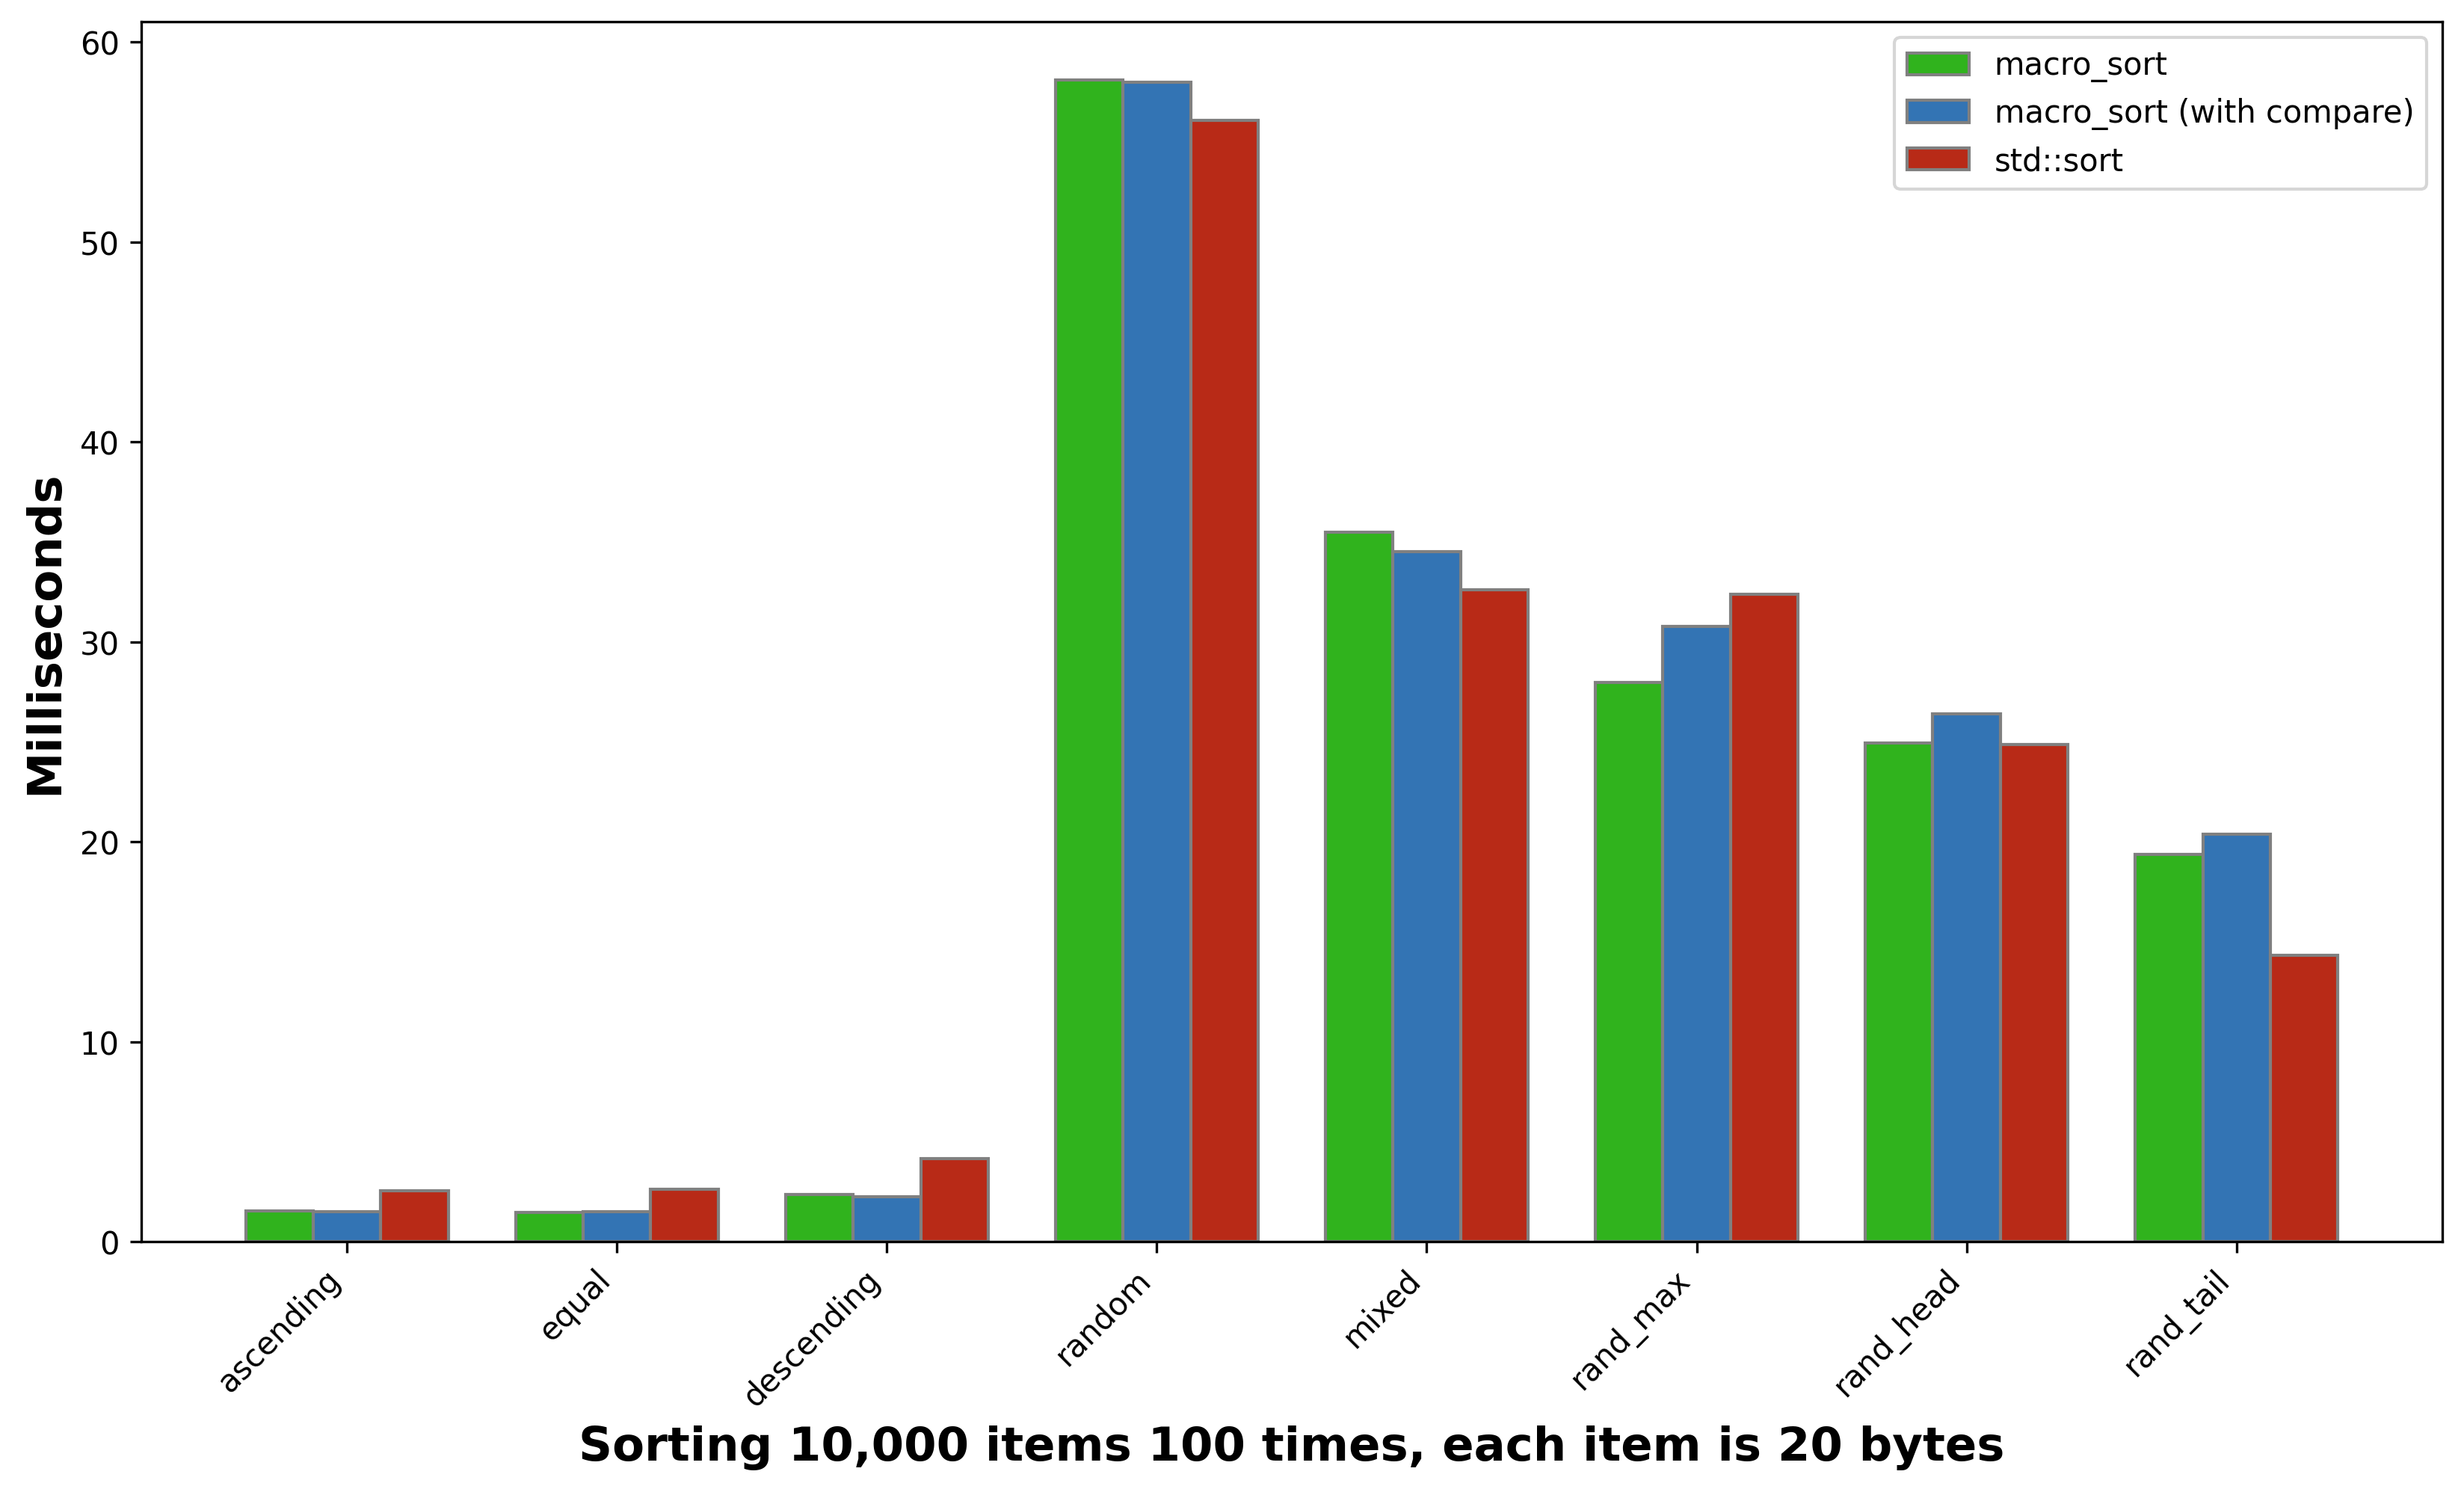 60
50
40
30
20
10
0
Milliseconds
macro_sort
macro_sort (with compare)
std::sort
ascending
equal
descending
random
mixed
rand_max
rand_head
rand_tail
Sorting 10,000 items 100 times, each item is 20 bytes